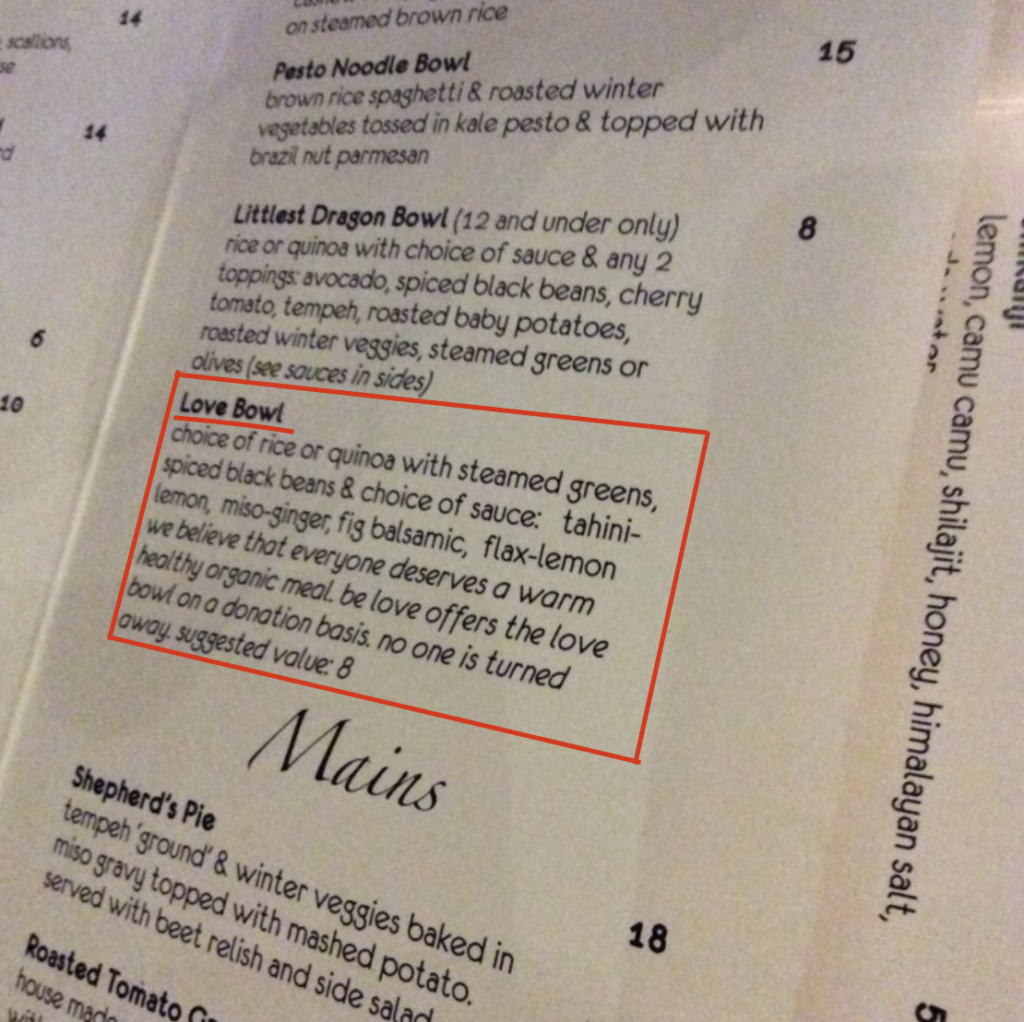 14
scallions,
6
10
14
on steamed brown rice
Pesto Noodle Bowl 15
brown rice spaghetti & roasted winter
vegetables tossed in kale pesto & topped with
brazil nut parmesan
Littlest Dragon Bowl (12 and under only) 8
rice or quinoa with choice of sauce & any 2
toppings: avocado, spiced black beans, cherry
tomato, tempeh, roasted baby potatoes,
roasted winter veggies, steamed greens or
olives (see sauces in sides)
Love Bowl
choice of rice or quinoa with steamed greens,
spiced black beans & choice of sauce: tahini-
lemon, miso-ginger, fig balsamic, flax-lemon
we believe that everyone deserves a warm
healthy organic meal. be love offers the love
bowl on a donation basis. no one is turned
away. suggested value: 8
Mains
Shepherd's Pie
tempeh 'ground' & winter veggies baked in
miso gravy topped with mashed potato.
served with beet relish and side salad 18
Roasted Tomato
house made
lemon, camu camu, shilajit, honey, himalayan salt,
5